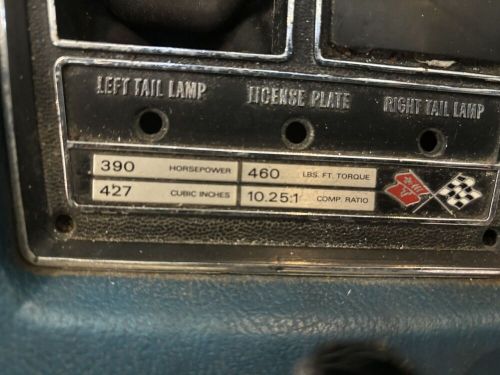 LEFT TAIL LAMP LICENSE PLATE RIGHT TAIL LAMP
390 HORSEPOWER 460 LBS. FT. TORQUE
427 CUBIC INCHES 10.25:1 COMP. RATIO